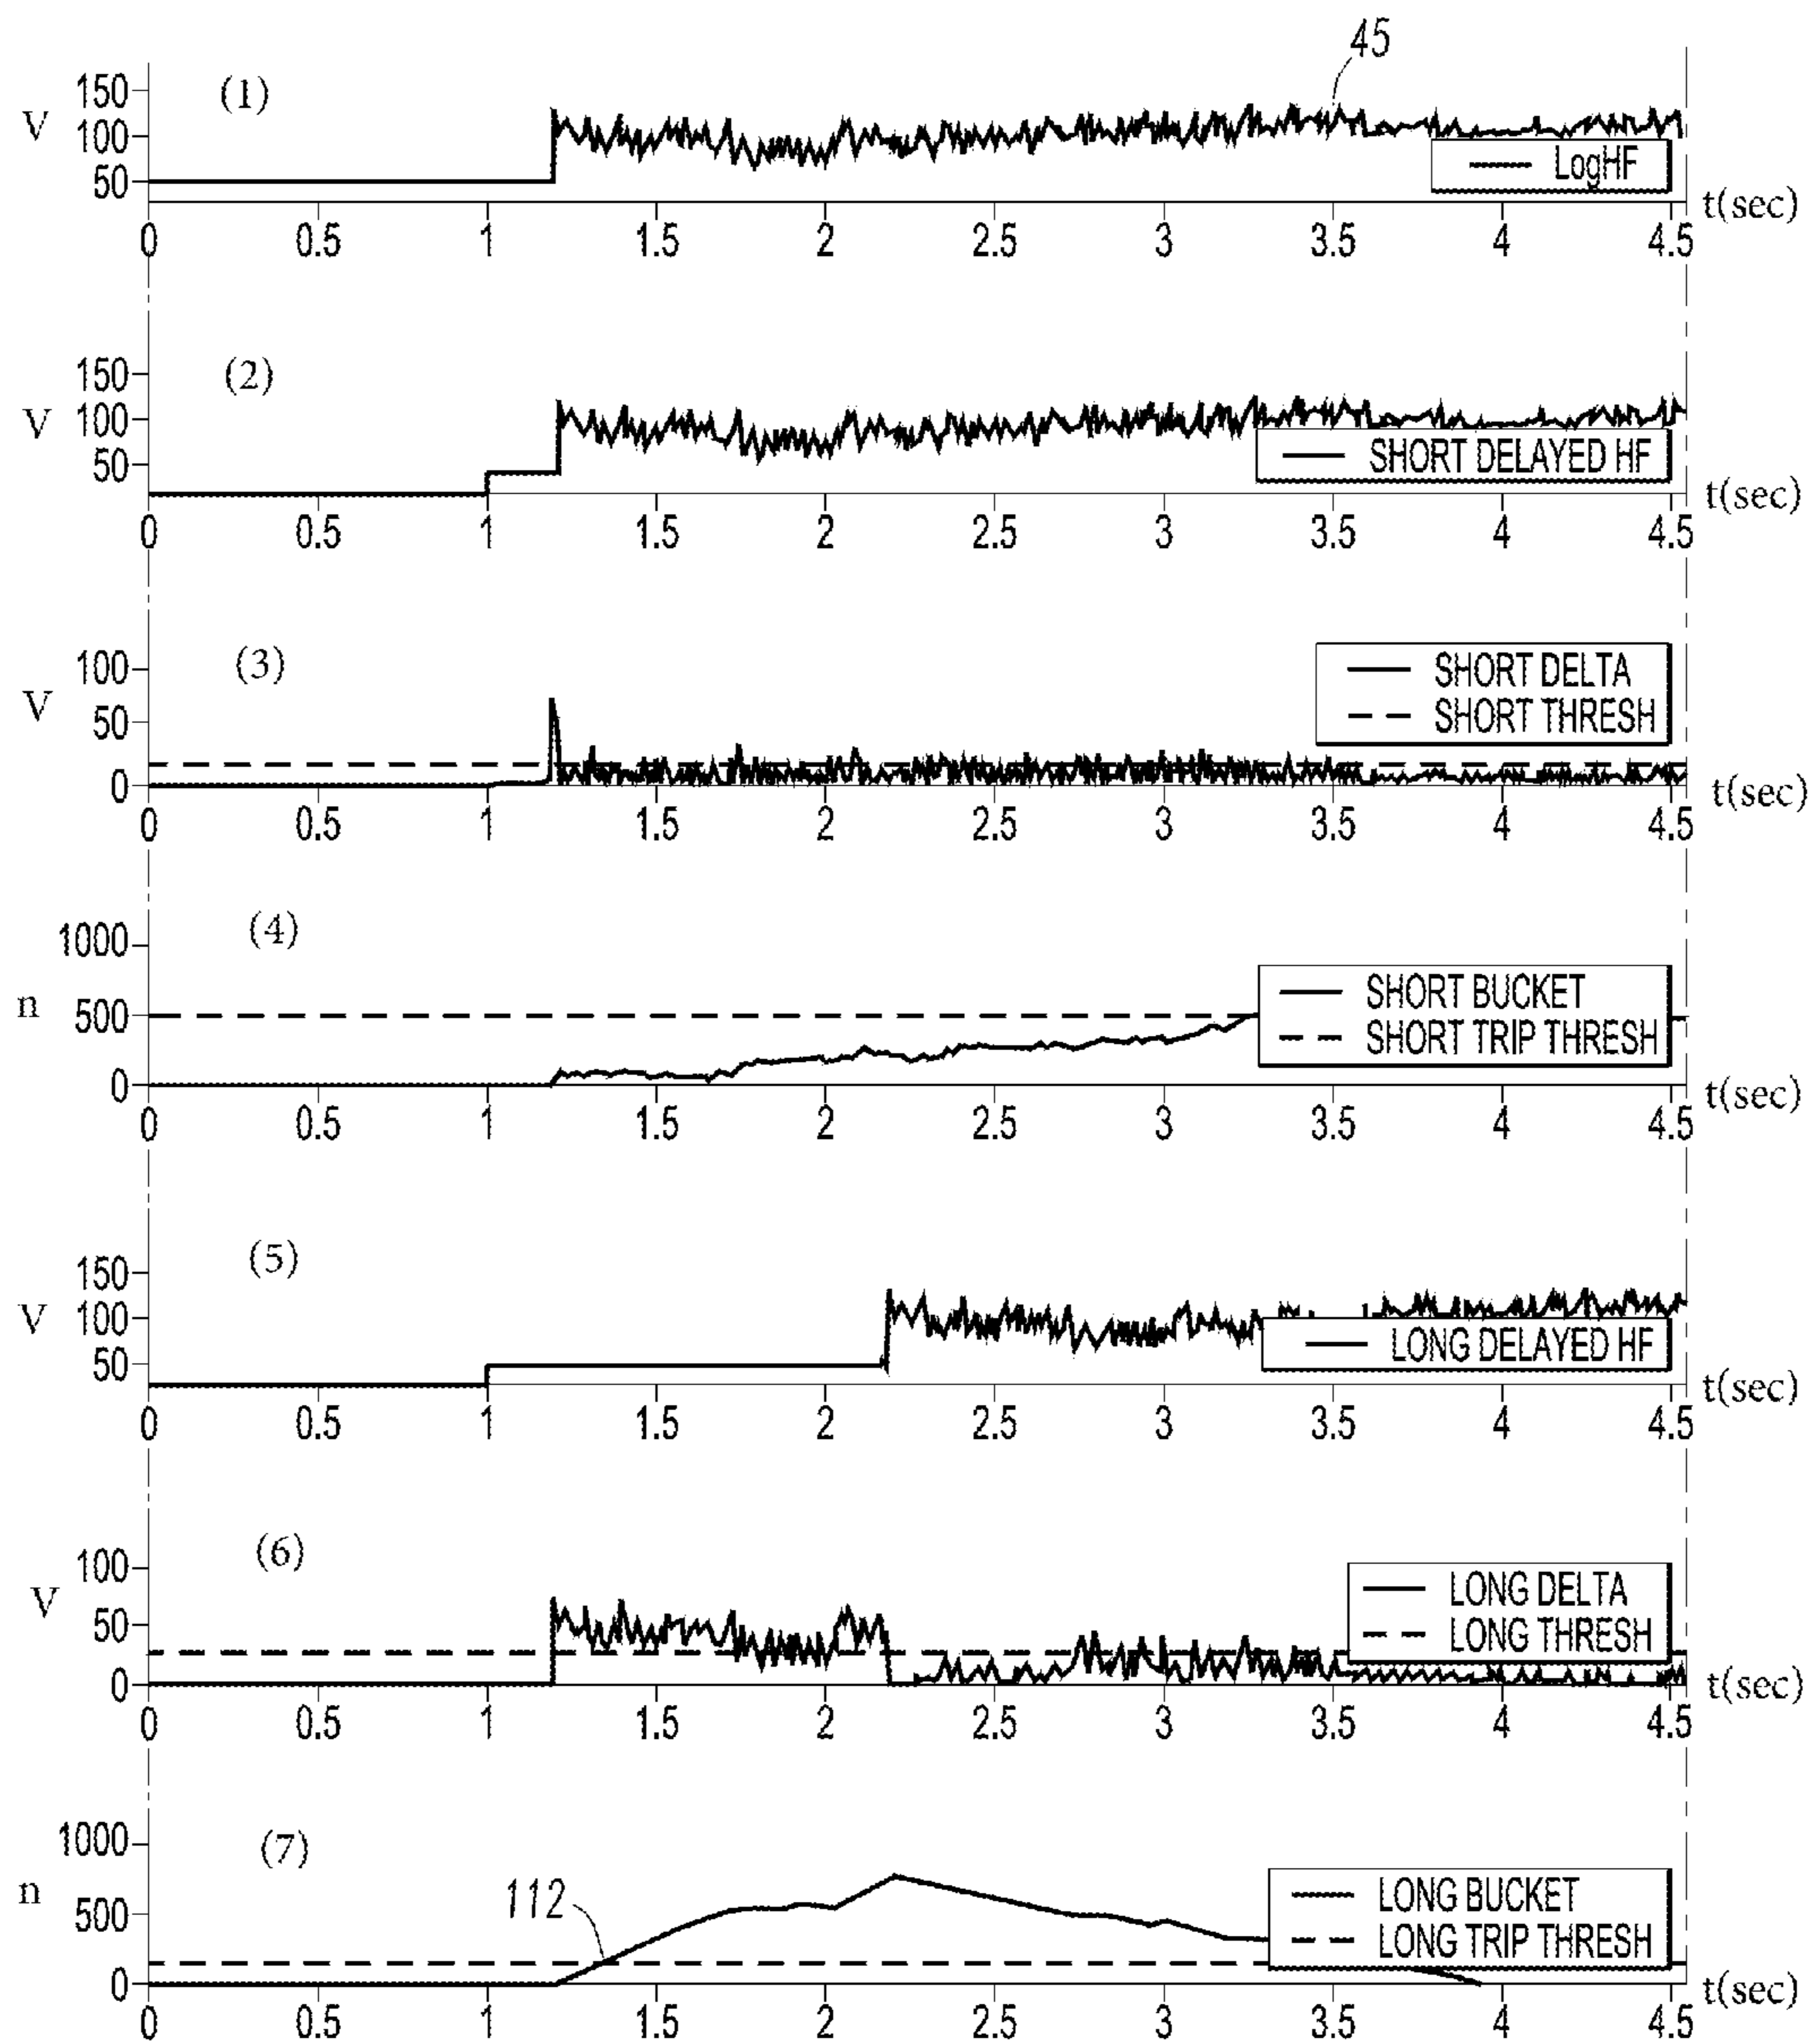 45
(1)
150
V 100
50
LogHF
t(sec)
0 0.5 1 1.5 2 2.5 3 3.5 4 4.5
(2)
150
V 100
50
SHORT DELAYED HF
t(sec)
0 0.5 1 1.5 2 2.5 3 3.5 4 4.5
(3)
100
V 50
0
SHORT DELTA
SHORT THRESH
t(sec)
0 0.5 1 1.5 2 2.5 3 3.5 4 4.5
(4)
1000
n 500
0
SHORT BUCKET
SHORT TRIP THRESH
t(sec)
0 0.5 1 1.5 2 2.5 3 3.5 4 4.5
(5)
150
V 100
50
LONG DELAYED HF
t(sec)
0 0.5 1 1.5 2 2.5 3 3.5 4 4.5
(6)
100
V 50
0
LONG DELTA
LONG THRESH
t(sec)
0 0.5 1 1.5 2 2.5 3 3.5 4 4.5
(7)
1000
n 500
0
112
LONG BUCKET
LONG TRIP THRESH
t(sec)
0 0.5 1 1.5 2 2.5 3 3.5 4 4.5